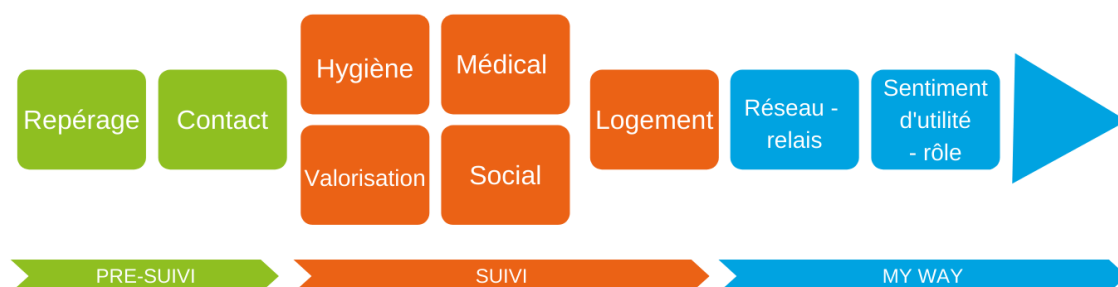 Repérage
Contact
Hygiène
Médical
Valorisation
Social
Logement
Réseau -
relais
Sentiment
d'utilité
- rôle
PRE-SUIVI
SUIVI
MY WAY